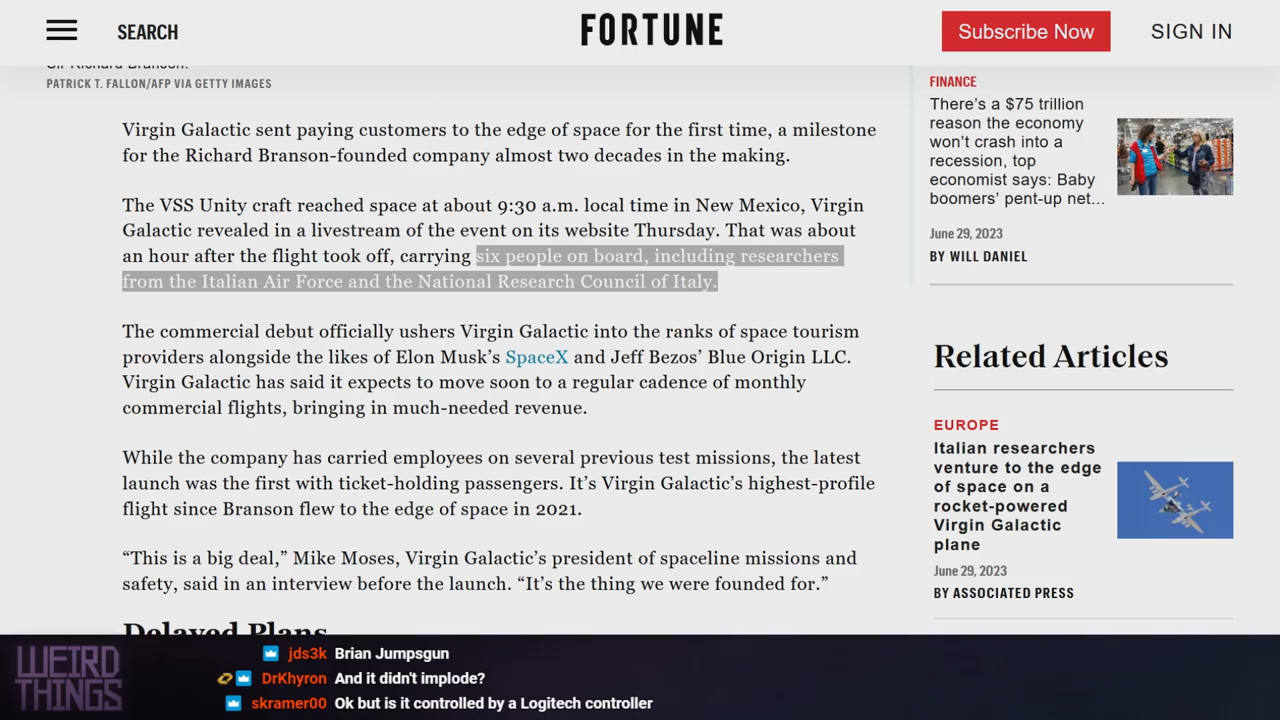 SEARCH
FORTUNE
Subscribe Now
SIGN IN
Sir Richard Branson.
PATRICK T. FALLON/AFP VIA GETTY IMAGES
Virgin Galactic sent paying customers to the edge of space for the first time, a milestone
for the Richard Branson-founded company almost two decades in the making.
The VSS Unity craft reached space at about 9:30 a.m. local time in New Mexico, Virgin
Galactic revealed in a livestream of the event on its website Thursday. That was about
an hour after the flight took off, carrying six people on board, including researchers
from the Italian Air Force and the National Research Council of Italy.
The commercial debut officially ushers Virgin Galactic into the ranks of space tourism
providers alongside the likes of Elon Musk’s SpaceX and Jeff Bezos’ Blue Origin LLC.
Virgin Galactic has said it expects to move soon to a regular cadence of monthly
commercial flights, bringing in much-needed revenue.
While the company has carried employees on several previous test missions, the latest
launch was the first with ticket-holding passengers. It’s Virgin Galactic’s highest-profile
flight since Branson flew to the edge of space in 2021.
“This is a big deal,” Mike Moses, Virgin Galactic’s president of spaceline missions and
safety, said in an interview before the launch. “It’s the thing we were founded for.”
Delayed Plans
FINANCE
There’s a $75 trillion
reason the economy
won’t crash into a
recession, top
economist says: Baby
boomers’ pent-up net...
June 29, 2023
BY WILL DANIEL
Related Articles
EUROPE
Italian researchers
venture to the edge
of space on a
rocket-powered
Virgin Galactic
plane
June 29, 2023
BY ASSOCIATED PRESS
WEIRD
THINGS
jds3k Brian Jumpsgun
DrKhyron And it didn't implode?
skramer00 Ok but is it controlled by a Logitech controller